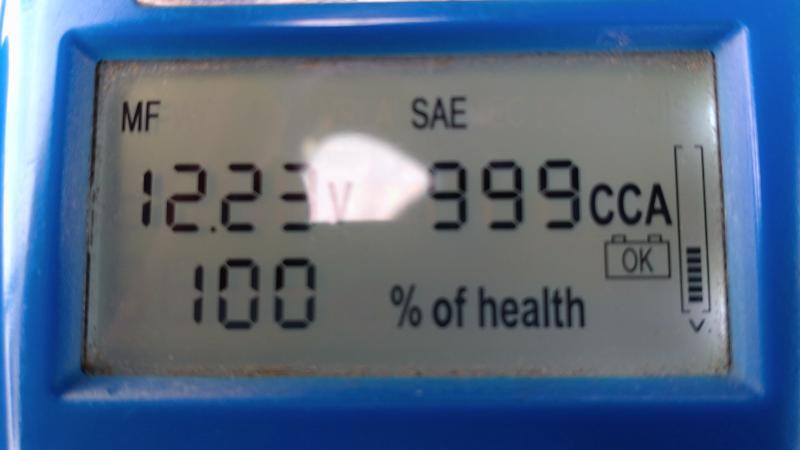 MF SAE
12.23V 999CCA
OK
100 % of health